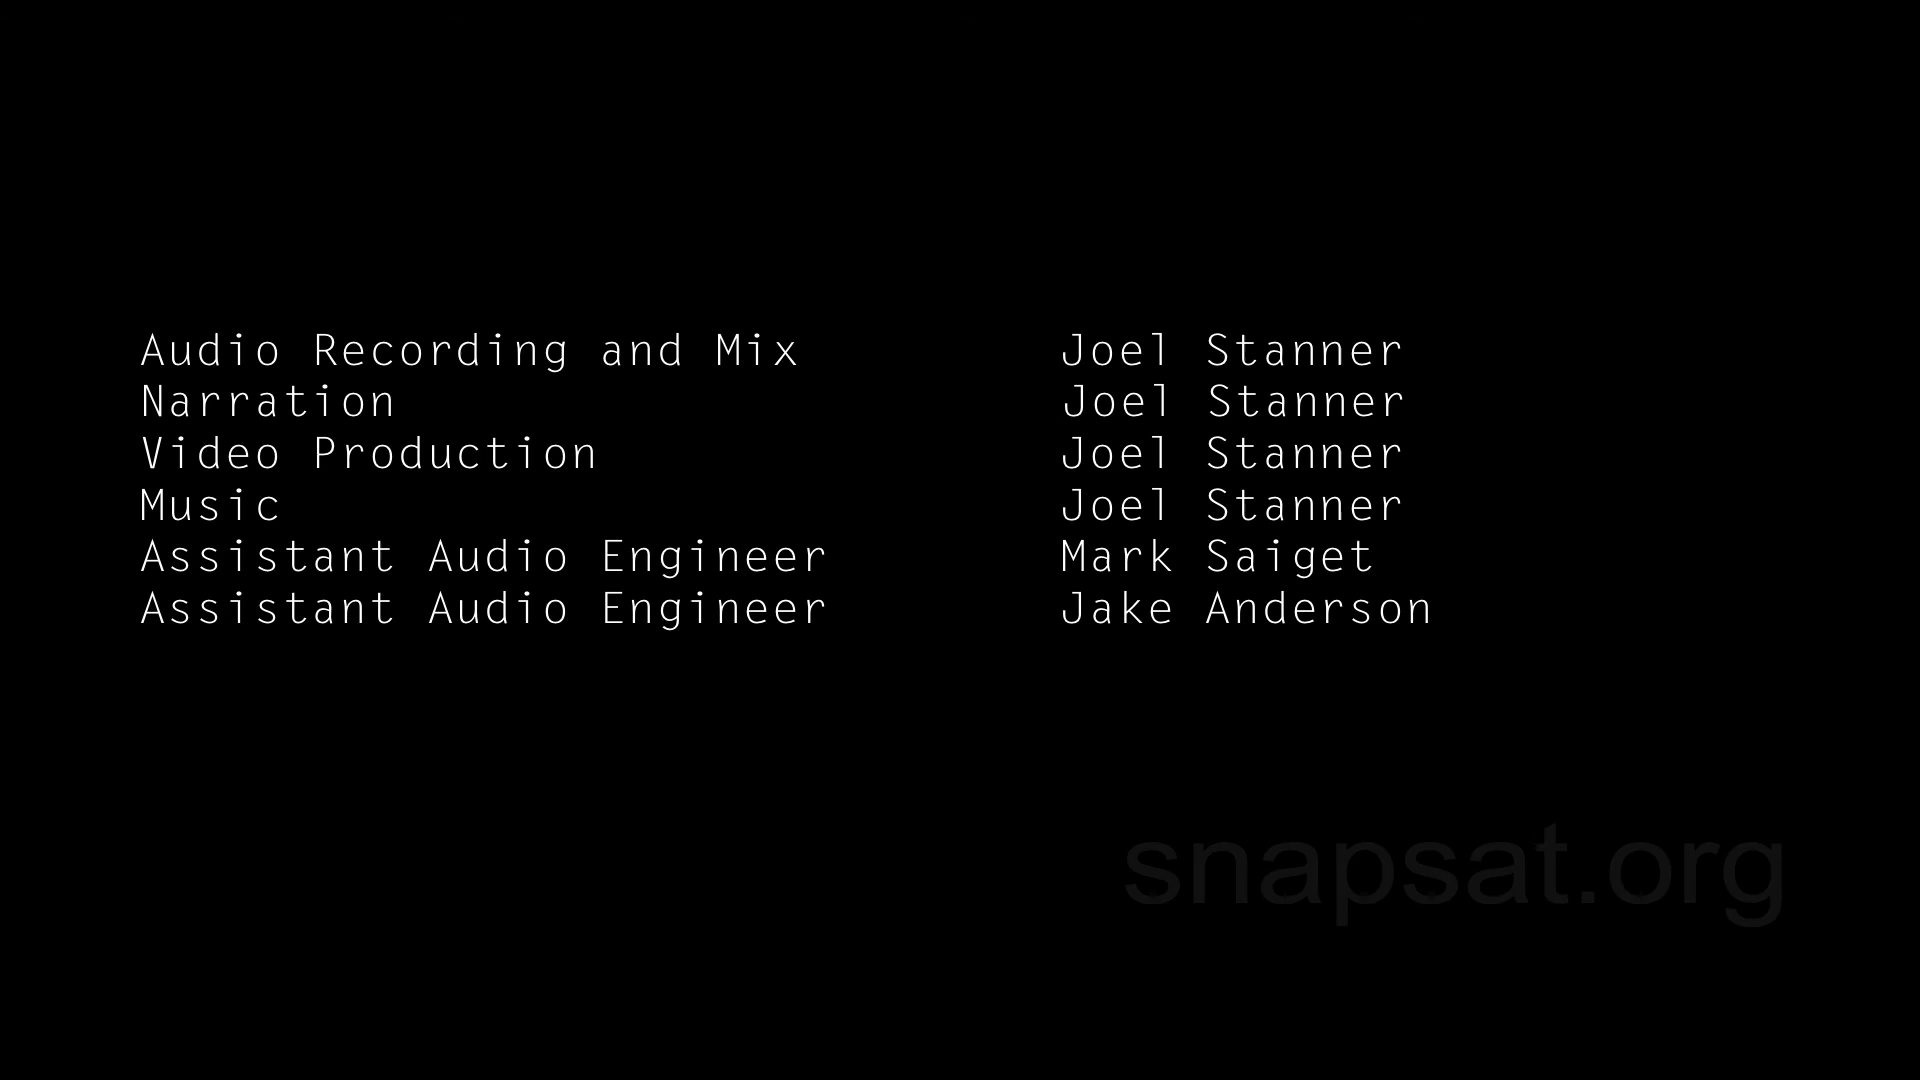 Audio Recording and Mix Joel Stanner
Narration Joel Stanner
Video Production Joel Stanner
Music Joel Stanner
Assistant Audio Engineer Mark Saiget
Assistant Audio Engineer Jake Anderson
snapsat.org